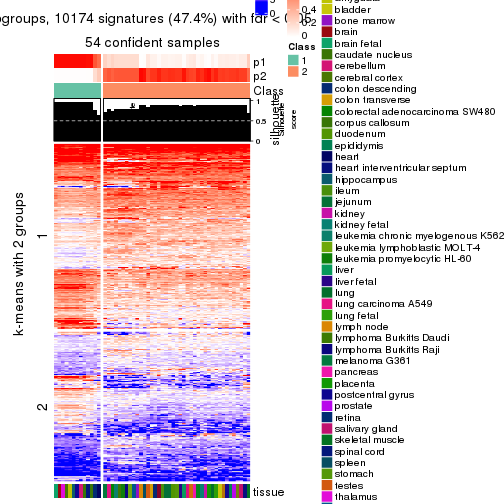 groups, 10174 signatures (47.4%) with fdr < 0.05
54 confident samples
p1
p2
Class
silhouette
score
1
0.5
0
k-means with 2 groups
1
2
tissue
0
0.4
0.2
0
Class
1
2
bladder
bone marrow
brain
brain fetal
caudate nucleus
cerebellum
cerebral cortex
colon descending
colon transverse
colorectal adenocarcinoma SW480
corpus callosum
duodenum
epididymis
heart
heart interventricular septum
hippocampus
ileum
jejunum
kidney
kidney fetal
leukemia chronic myelogenous K562
leukemia lymphoblastic MOLT-4
leukemia promyelocytic HL-60
liver
liver fetal
lung
lung carcinoma A549
lung fetal
lymph node
lymphoma Burkitts Daudi
lymphoma Burkitts Raji
melanoma G361
pancreas
placenta
postcentral gyrus
prostate
retina
salivary gland
skeletal muscle
spinal cord
spleen
stomach
testes
thalamus